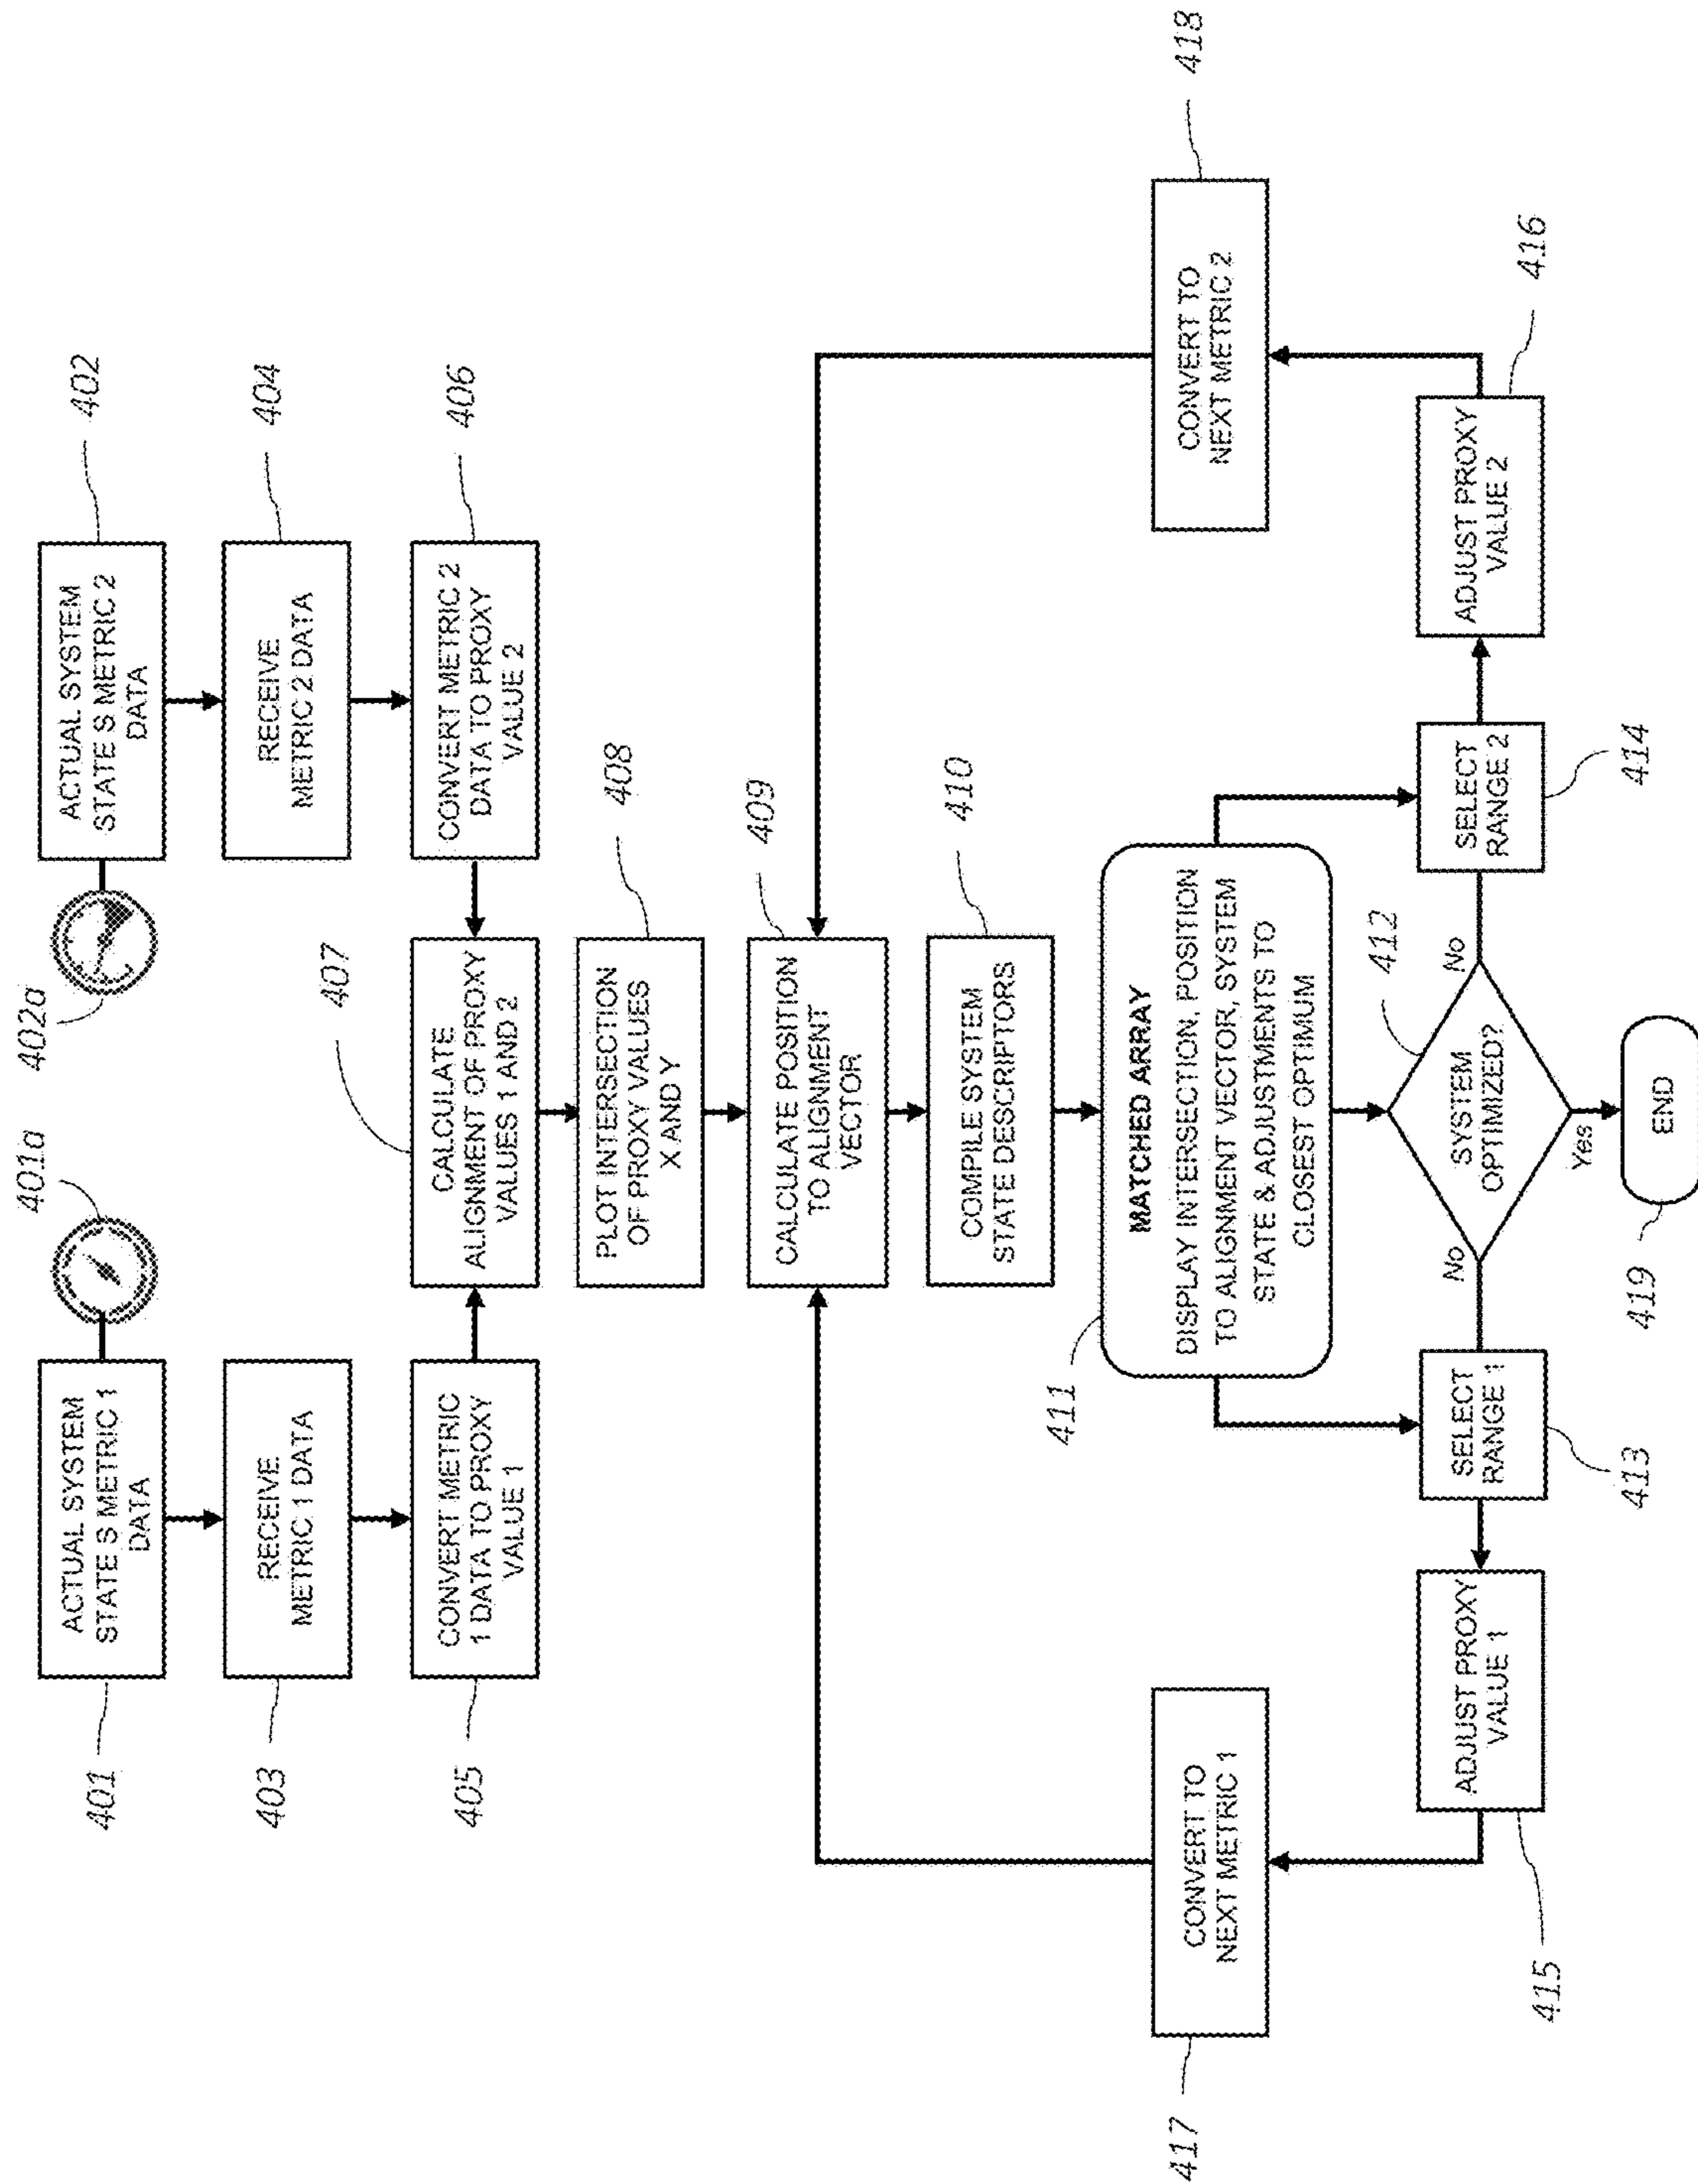 401
ACTUAL SYSTEM
STATE S METRIC 1
DATA
401a
402a
ACTUAL SYSTEM
STATE S METRIC 2
DATA
402
403
RECEIVE
METRIC 1 DATA
RECEIVE
METRIC 2 DATA
404
405
CONVERT METRIC
1 DATA TO PROXY
VALUE 1
407
CALCULATE
ALIGNMENT OF PROXY
VALUES 1 AND 2
CONVERT METRIC 2
DATA TO PROXY
VALUE 2
406
PLOT INTERSECTION
OF PROXY VALUES
X AND Y
408
CALCULATE POSITION
TO ALIGNMENT
VECTOR
409
COMPILE SYSTEM
STATE DESCRIPTORS
410
417
CONVERT TO
NEXT METRIC 1
411
MATCHED ARRAY
DISPLAY INTERSECTION, POSITION
TO ALIGNMENT VECTOR, SYSTEM
STATE & ADJUSTMENTS TO
CLOSEST OPTIMUM
CONVERT TO
NEXT METRIC 2
418
415
ADJUST PROXY
VALUE 1
413
SELECT
RANGE 1
No
SYSTEM
OPTIMIZED?
412
No
SELECT
RANGE 2
414
ADJUST PROXY
VALUE 2
416
Yes
419
END